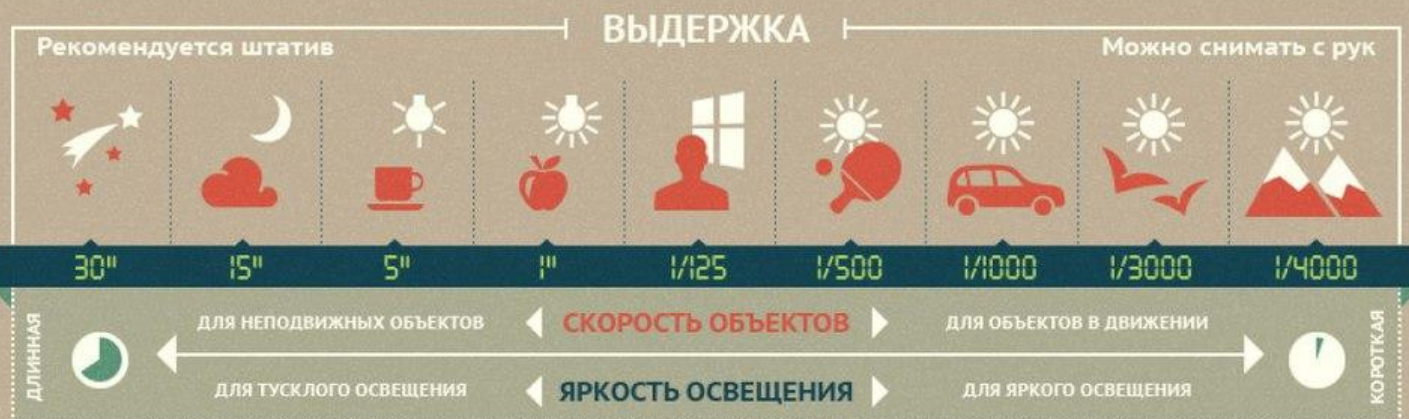 ВЫДЕРЖКА
Рекомендуется штатив
Можно снимать с рук
30" 15" 5" 1" 1/125 1/500 1/1000 1/3000 1/4000
ДЛИННАЯ
ДЛЯ НЕПОДВИЖНЫХ ОБЪЕКТОВ СКОРОСТЬ ОБЪЕКТОВ ДЛЯ ОБЪЕКТОВ В ДВИЖЕНИИ
ДЛЯ ТУСКЛОГО ОСВЕЩЕНИЯ ЯРКОСТЬ ОСВЕЩЕНИЯ ДЛЯ ЯРКОГО ОСВЕЩЕНИЯ
КОРОТКАЯ